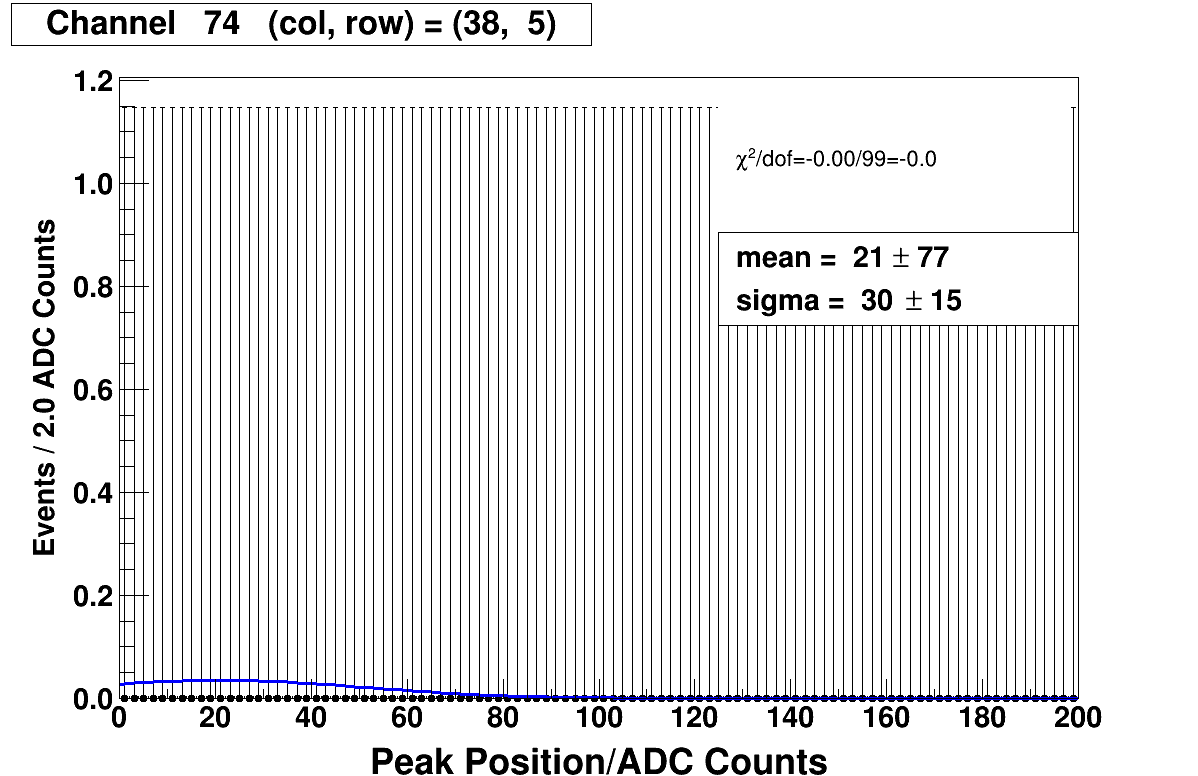 Channel 74 (col, row) = (38, 5)
1.2
1.0
0.8
0.6
0.4
0.2
0.0
Events / 2.0 ADC Counts
χ²/dof=-0.00/99=-0.0
mean = 21 ± 77
sigma = 30 ± 15
0 20 40 60 80 100 120 140 160 180 200
Peak Position/ADC Counts